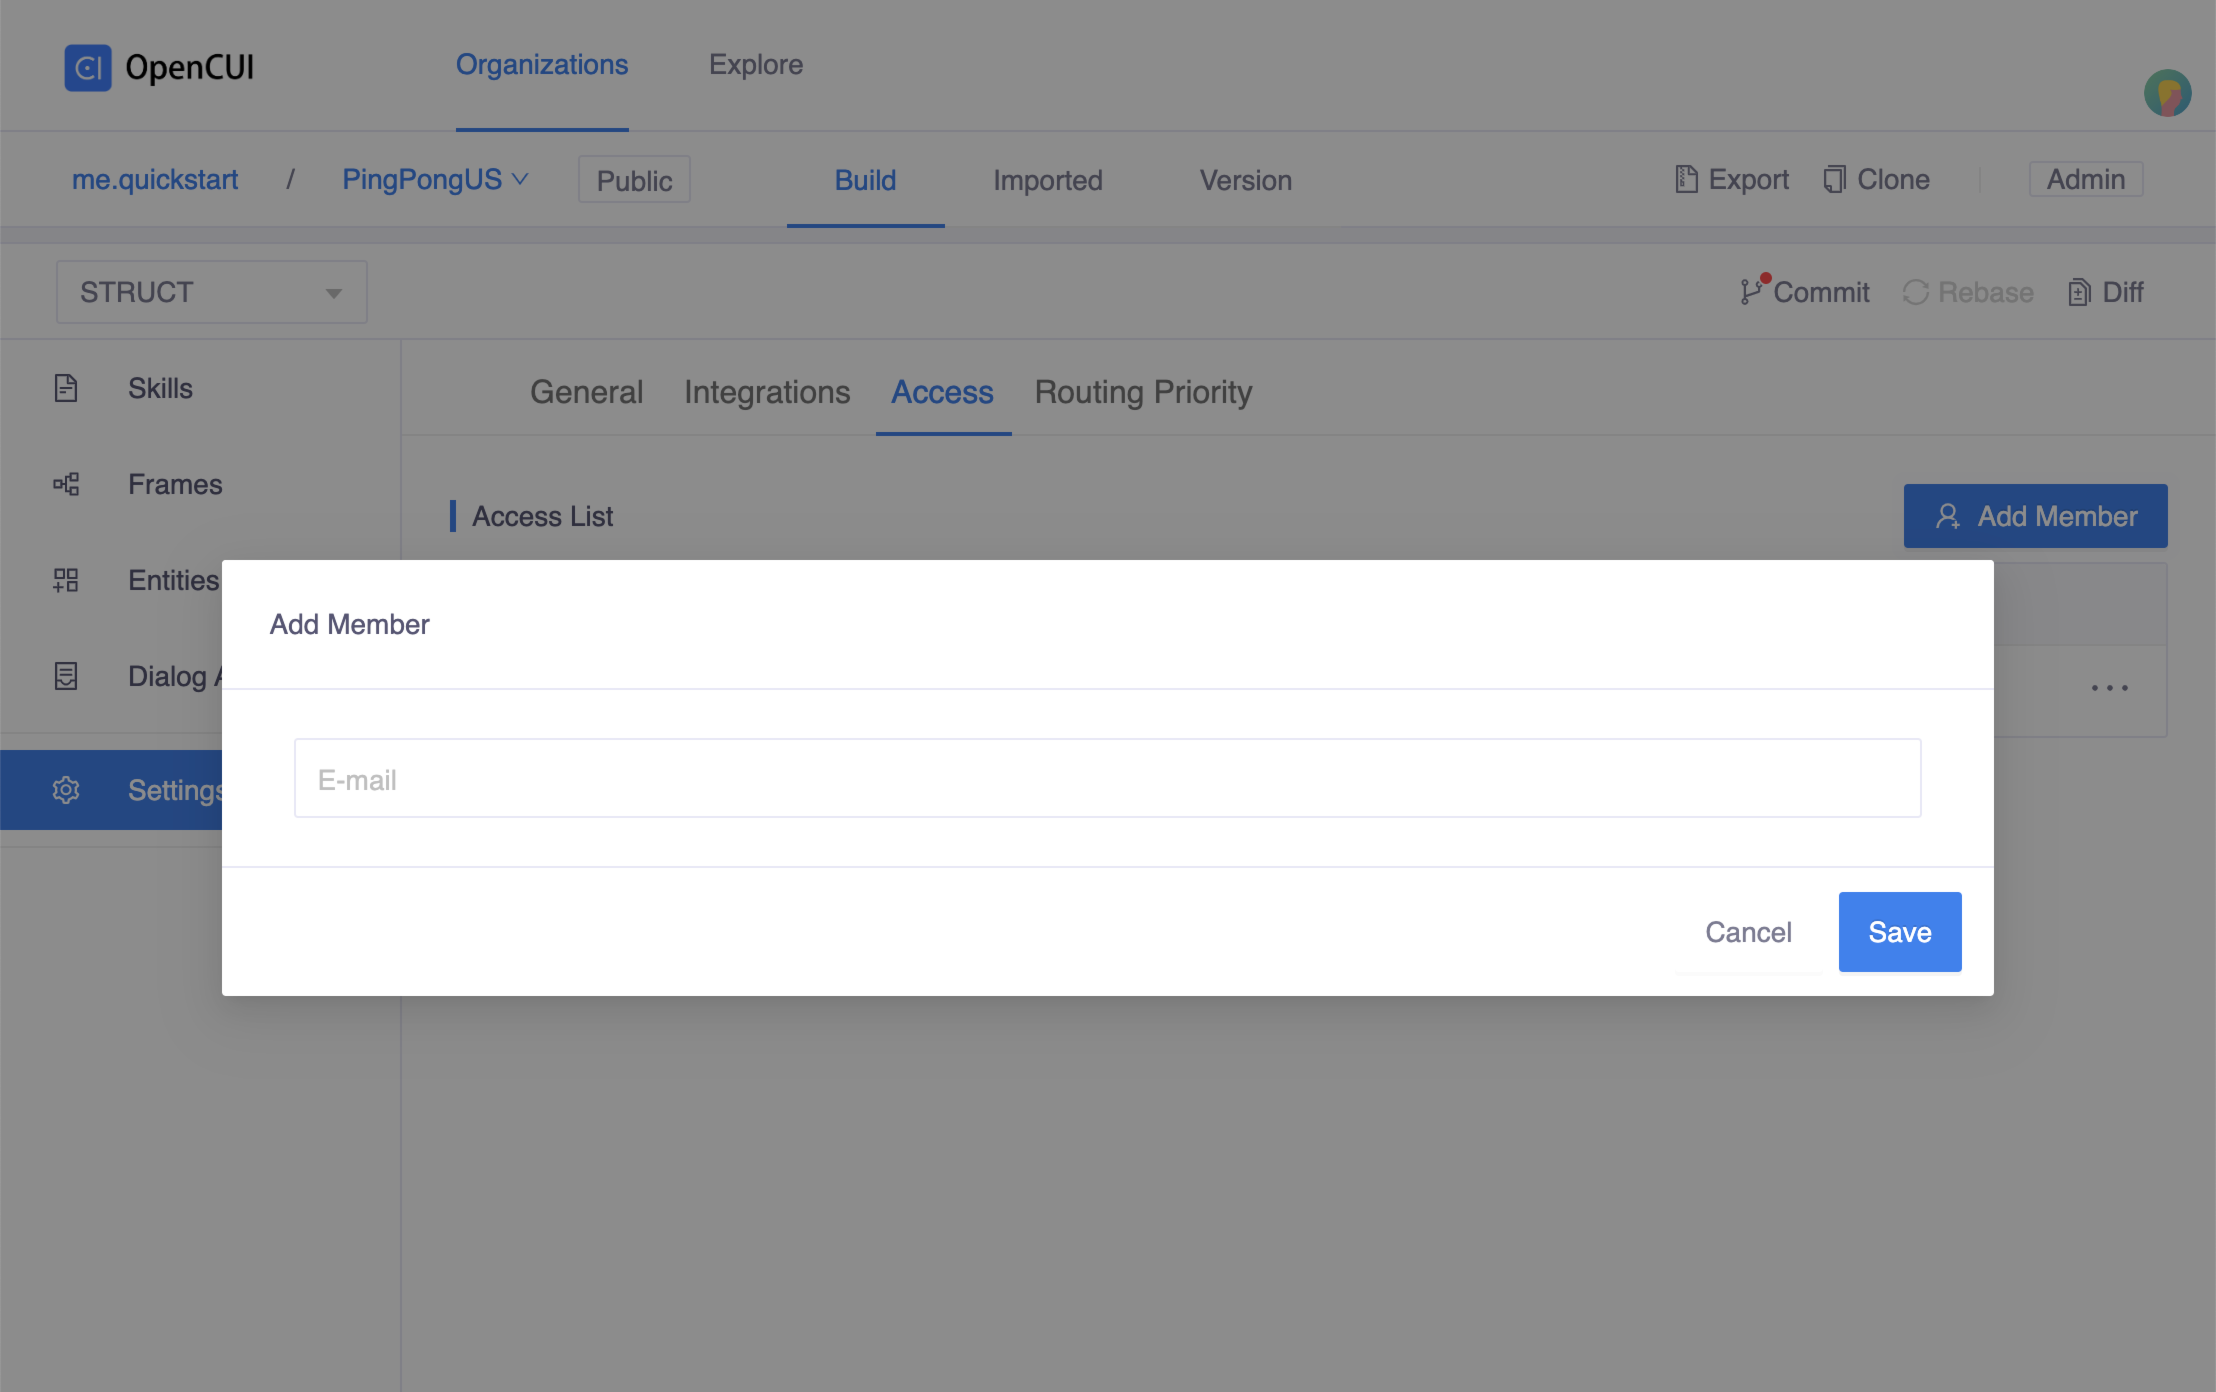 OpenCUI
Organizations
Explore
me.quickstart / PingPongUS
Public
Build
Imported
Version
Export
Clone
Admin
STRUCT
Commit
Rebase
Diff
Skills
Frames
Entities
Dialog
Settings
General
Integrations
Access
Routing Priority
Access List
Add Member
Add Member
E-mail
Cancel
Save